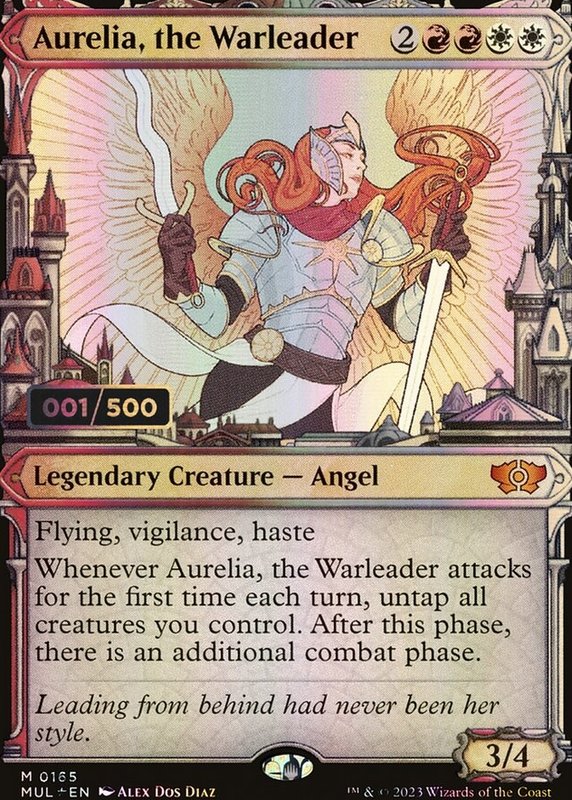 Aurelia, the Warleader 2
001/500
Legendary Creature — Angel
Flying, vigilance, haste
Whenever Aurelia, the Warleader attacks
for the first time each turn, untap all
creatures you control. After this phase,
there is an additional combat phase.
Leading from behind had never been her
style.
3/4
M 0165
MUL EN Alex Dos Diaz
™ & © 2023 Wizards of the Coast